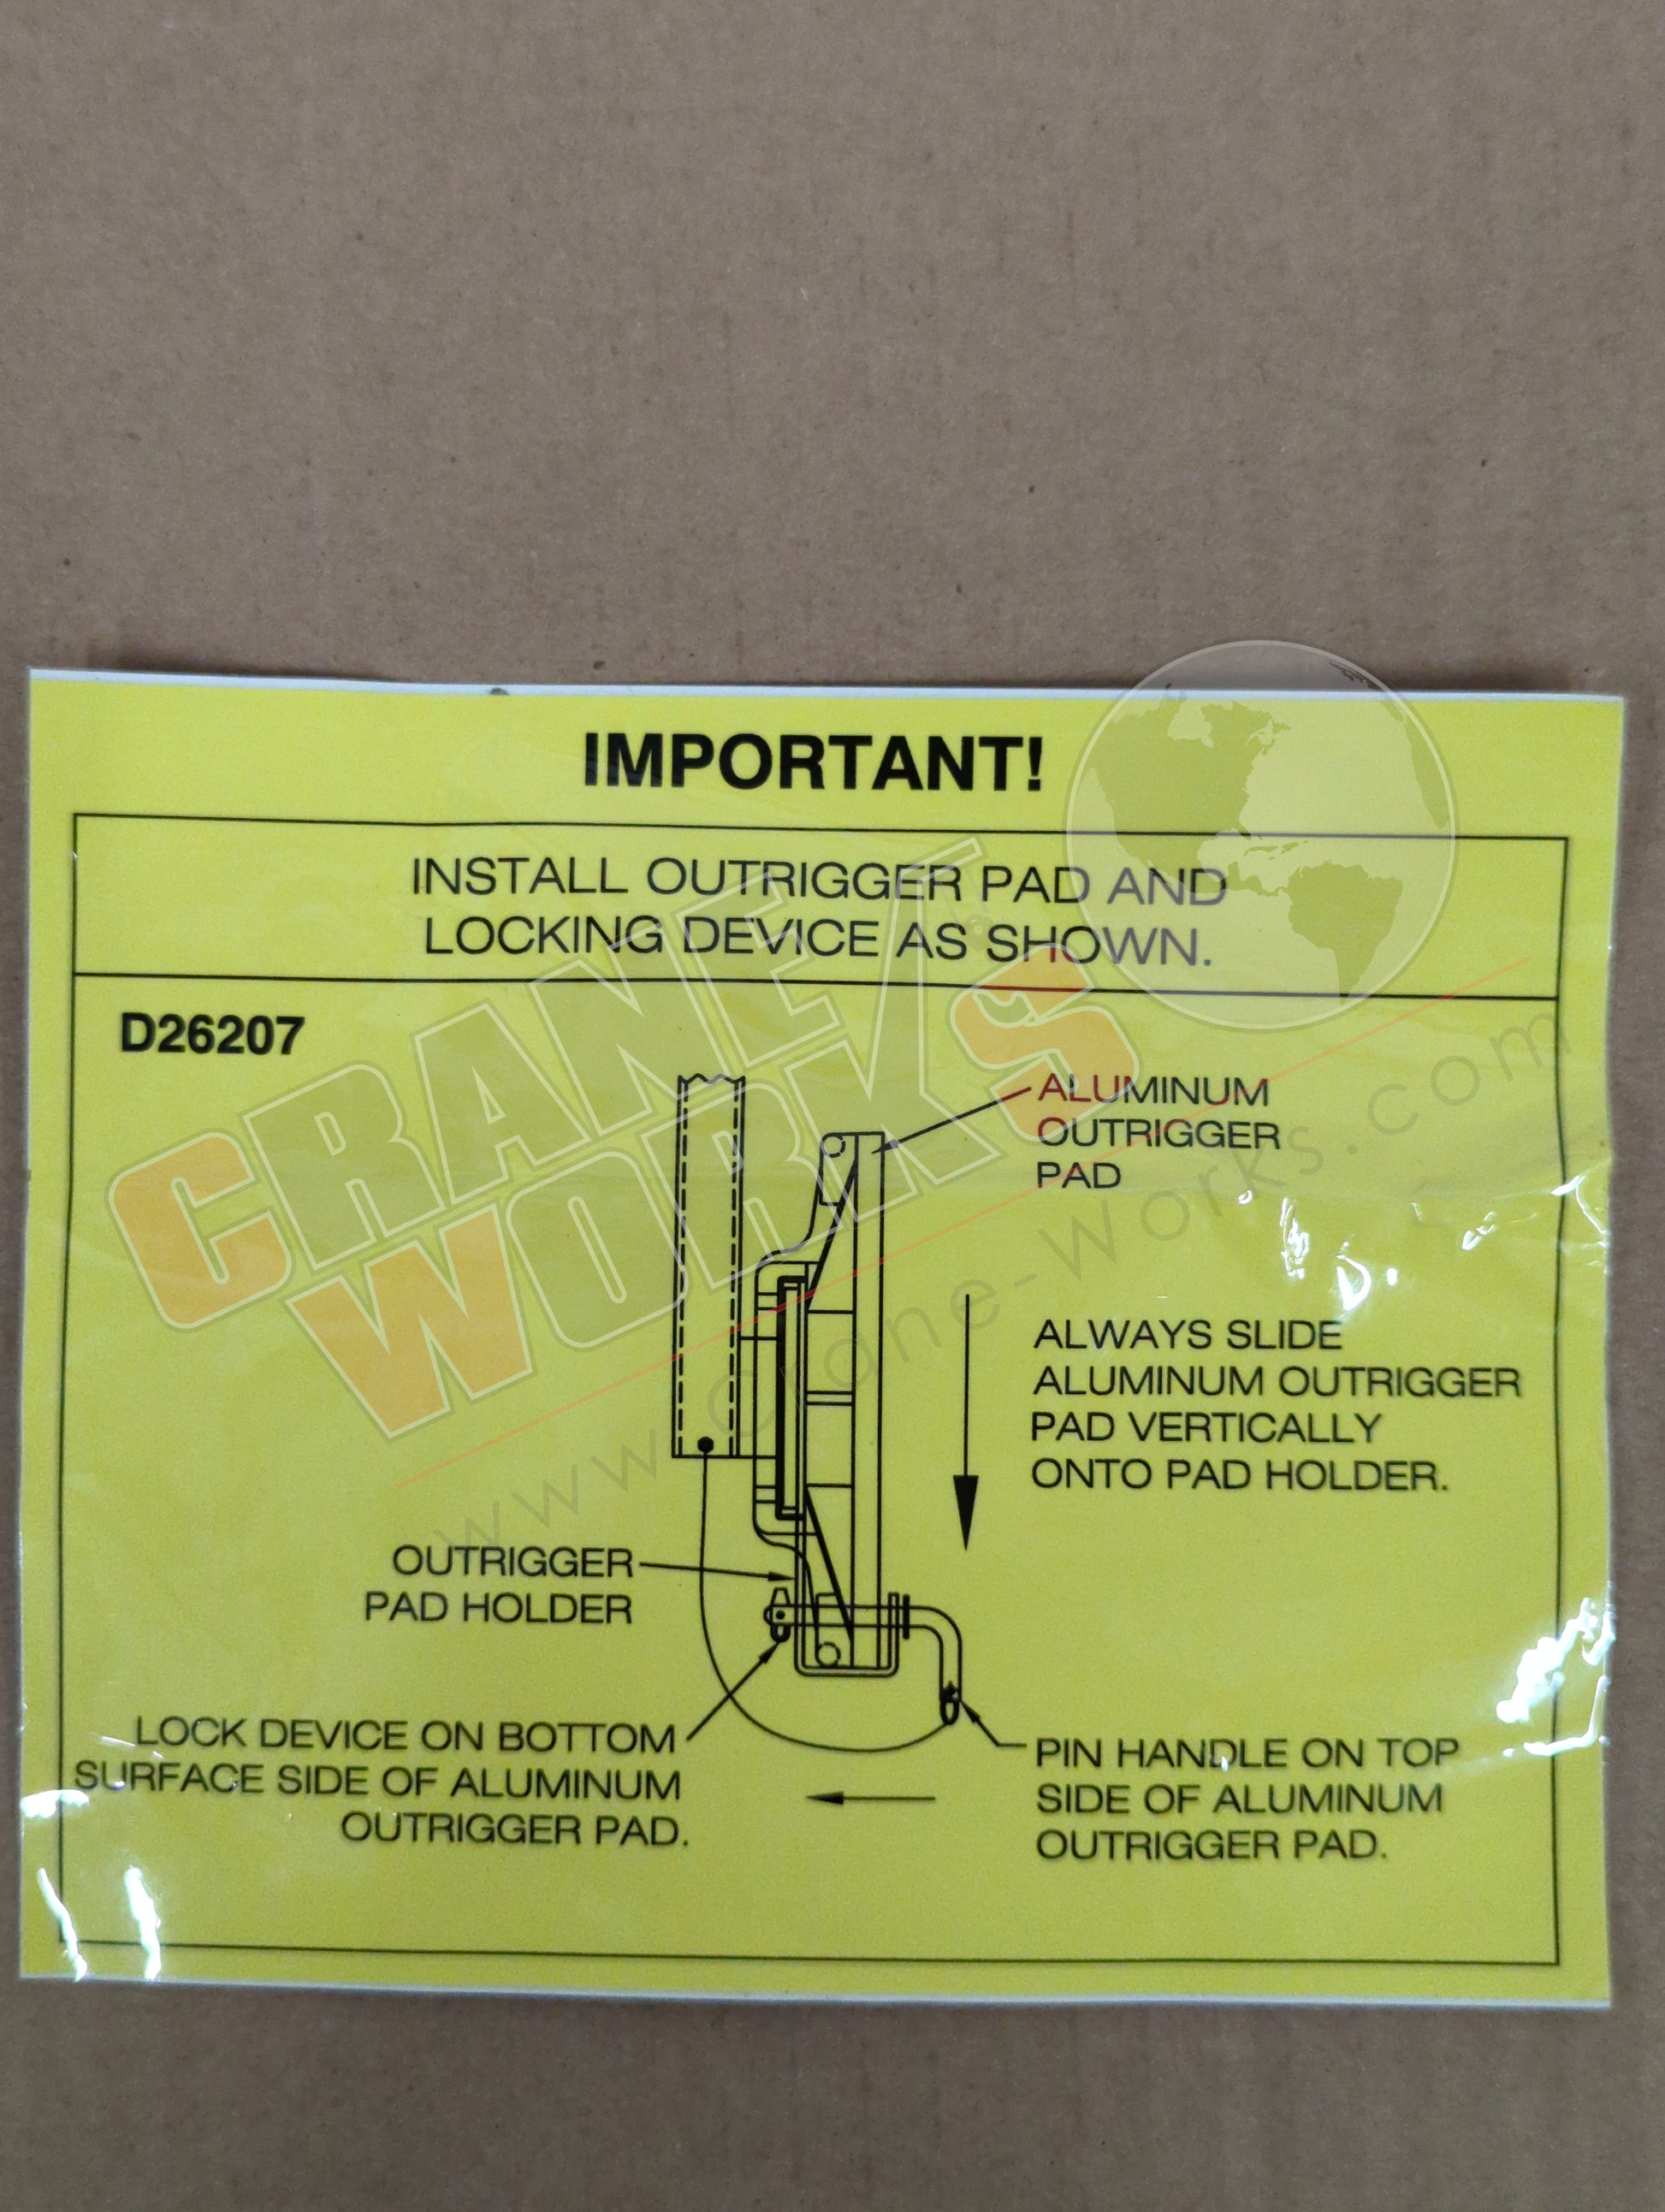 IMPORTANT!
INSTALL OUTRIGGER PAD AND
LOCKING DEVICE AS SHOWN.
D26207
ALUMINUM
OUTRIGGER
PAD
ALWAYS SLIDE
ALUMINUM OUTRIGGER
PAD VERTICALLY
ONTO PAD HOLDER.
OUTRIGGER
PAD HOLDER
LOCK DEVICE ON BOTTOM
SURFACE SIDE OF ALUMINUM
OUTRIGGER PAD.
PIN HANDLE ON TOP
SIDE OF ALUMINUM
OUTRIGGER PAD.
CRANE
WORKS
www.crane-works.com